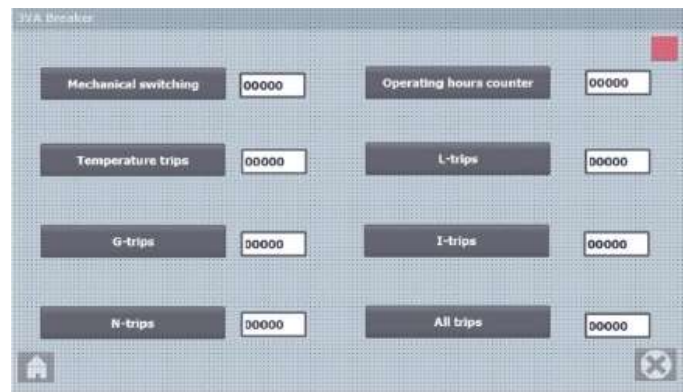 3VA Breaker
Mechanical switching 00000 Operating hours counter 00000
Temperature trips 00000 L-trips 00000
G-trips 00000 I-trips 00000
N-trips 00000 All trips 00000